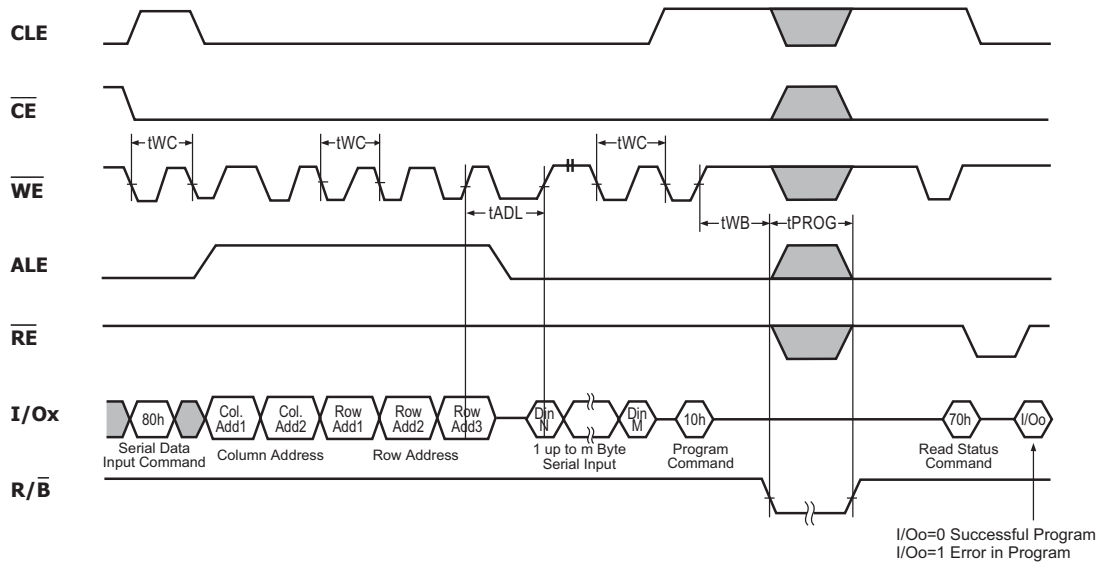 CLE
CE
tWC
tWC
tWC
WE
tADL
tWB
tPROG
ALE
RE
I/Ox
80h
Col.
Add1
Col.
Add2
Row
Add1
Row
Add2
Row
Add3
Din
N
Din
M
10h
70h
I/Oo
Serial Data
Input Command
Column Address
Row Address
1 up to m Byte
Serial Input
Program
Command
Read Status
Command
R/B
I/Oo=0 Successful Program
I/Oo=1 Error in Program